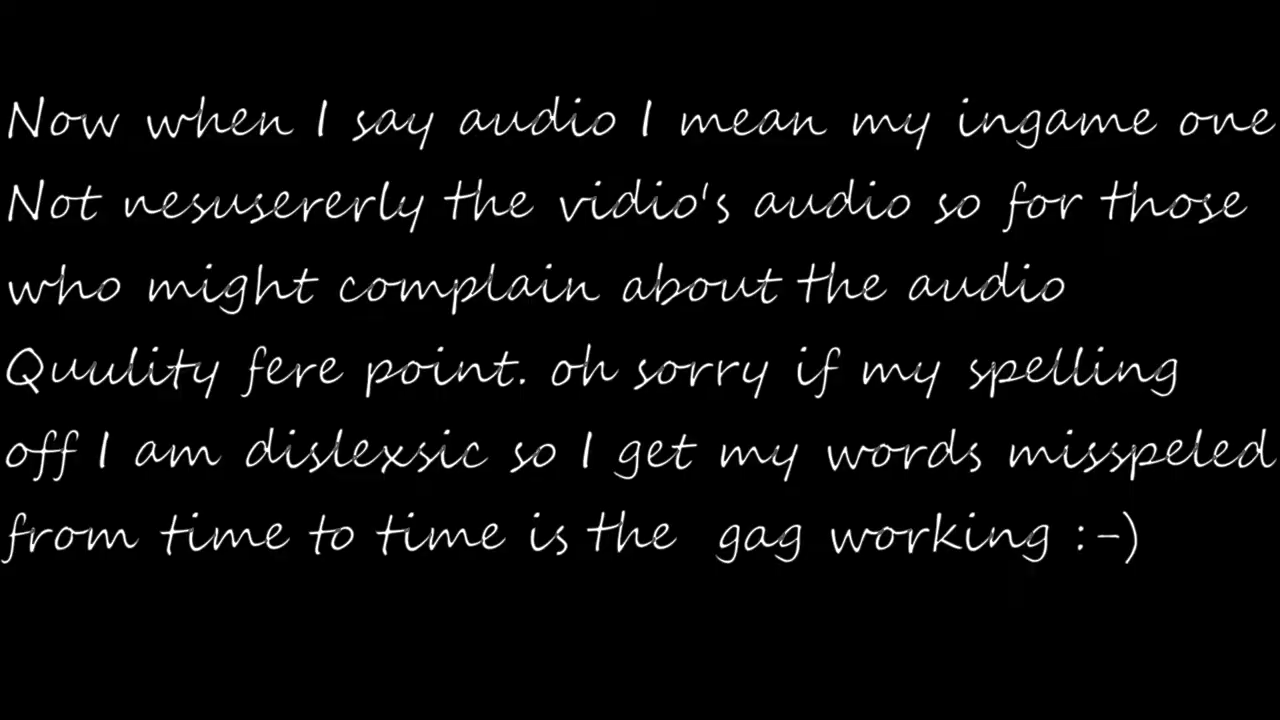 Now when I say audio I mean my ingame one
Not nesusererly the vidio's audio so for those
who might complain about the audio
Quulity fere point. oh sorry if my spelling
off I am dislexsic so I get my words misspeled
from time to time is the gag working :-)